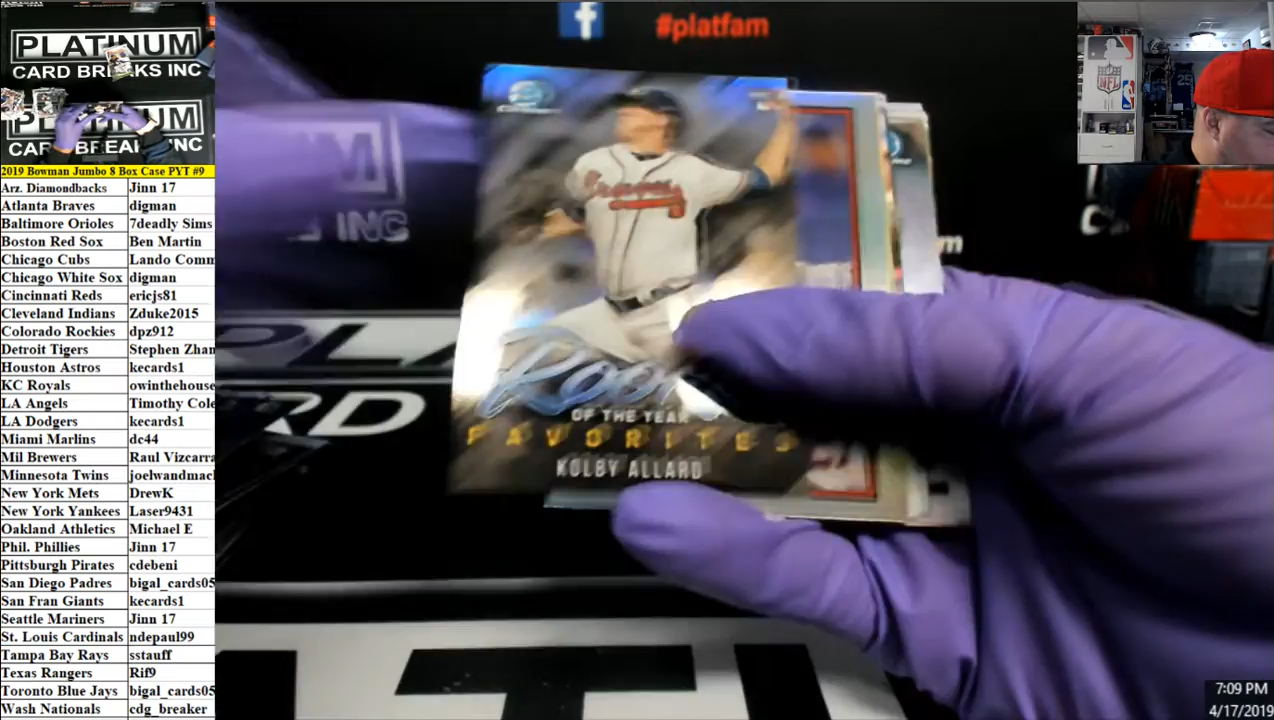 PLATINUM
CARD BREAKS INC
PLATINUM
CARD BREA
INC
#platfam
NFL
25
INC
2019 Bowman Jumbo 8 Box Case PYT #9
Arz. Diamondbacks Jinn 17
Atlanta Braves digman
Baltimore Orioles 7deadly Sims
Boston Red Sox Ben Martin
Chicago Cubs Lando Comm
Chicago White Sox digman
Cincinnati Reds ericjs81
Cleveland Indians Zduke2015
Colorado Rockies dpz912
Detroit Tigers Stephen Zhan
Houston Astros kecards1
KC Royals owinthehouse
LA Angels Timothy Cole
LA Dodgers kecards1
Miami Marlins dc44
Mil Brewers Raul Vizcarra
Minnesota Twins joelwandmac
New York Mets DrewK
New York Yankees Laser9431
Oakland Athletics Michael E
Phil. Phillies Jinn 17
Pittsburgh Pirates cdebeni
San Diego Padres bigal_cards05
San Fran Giants kecards1
Seattle Mariners Jinn 17
St. Louis Cardinals ndepaul99
Tampa Bay Rays sstauff
Texas Rangers Rif9
Toronto Blue Jays bigal_cards05
Wash Nationals cdg_breaker
Braves
OF THE YEAR
FAVORITES
KOLBY ALLARD
7:09 PM
4/17/2019